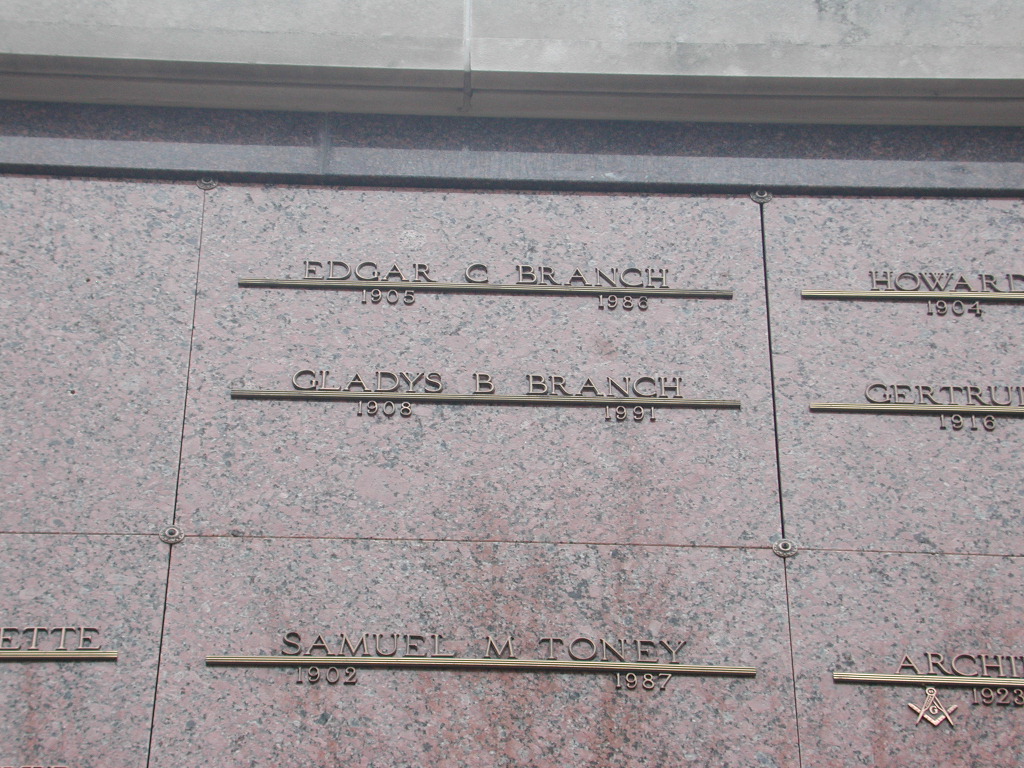 EDGAR C BRANCH
1905 1986
GLADYS B BRANCH
1908 1991
HOWARD
1904
GERTRU
1916
ETTE
SAMUEL M TONEY
1902 1987
ARCHI
1923
G